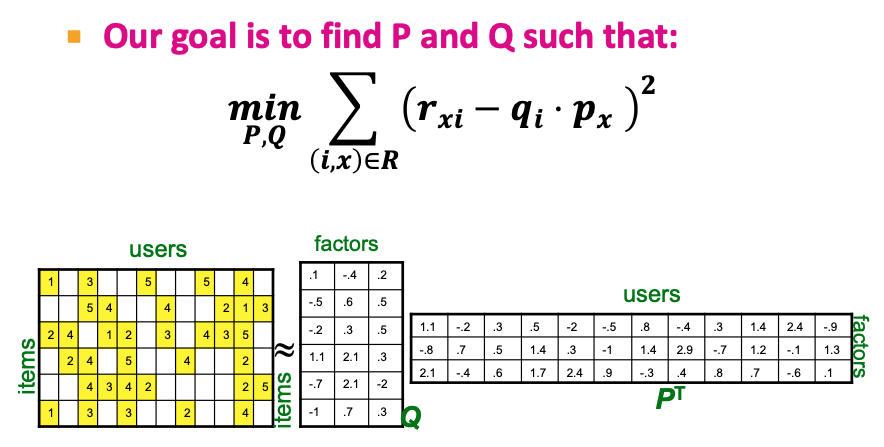 Our goal is to find P and Q such that:
min P,Q ∑ (i,x)∈R (r_xi − q_i · p_x)²
users
factors
users
items
1 3 5 5 4
5 4 4 2 1 3
2 4 1 2 3 4 3 5
2 4 5 4 2
4 3 4 2 2 5
1 3 3 2 4
≈
items
.1 -.4 .2
-.5 .6 .5
-.2 .3 .5
1.1 2.1 .3
-.7 2.1 -2
-1 .7 .3
Q
1.1 -.2 .3 .5 -2 -.5 .8 -.4 .3 1.4 2.4 -.9
-.8 .7 .5 1.4 .3 -1 1.4 2.9 -.7 1.2 -.1 1.3
2.1 -.4 .6 1.7 2.4 .9 -.3 .4 .8 .7 -.6 .1
factors
P^T